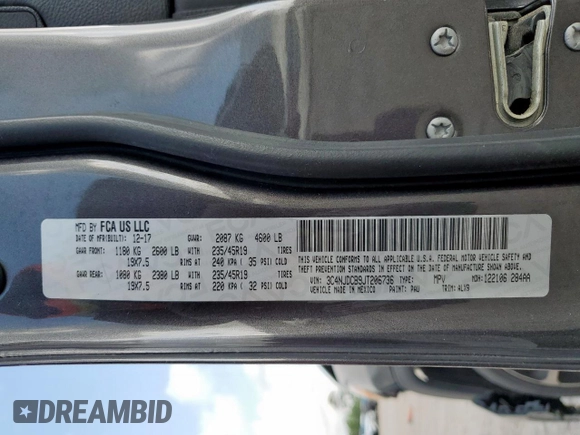 MFD BY FCA US LLC
DATE OF MFR(BUILT): 12-17 GVWR: 2087 KG 4600 LB
GAWR FRONT: 1180 KG 2600 LB WITH 235/45R19 TIRES
19X7.5 RIMS AT 240 KPA ( 35 PSI) COLD
GAWR REAR: 1080 KG 2380 LB WITH 235/45R19 TIRES
19X7.5 RIMS AT 220 KPA ( 32 PSI) COLD
THIS VEHICLE CONFORMS TO ALL APPLICABLE U.S.A. FEDERAL MOTOR
VEHICLE SAFETY, BUMPER, AND THEFT PREVENTION STANDARDS IN
EFFECT ON THE DATE OF MANUFACTURE SHOWN ABOVE.
VIN: 3C4NJDCB9JT206736 TYPE: MPV MDH: 122106 284AA
VEHICLE MADE IN MEXICO PAINT: PAU TRIM: ALV9
DREAMBID